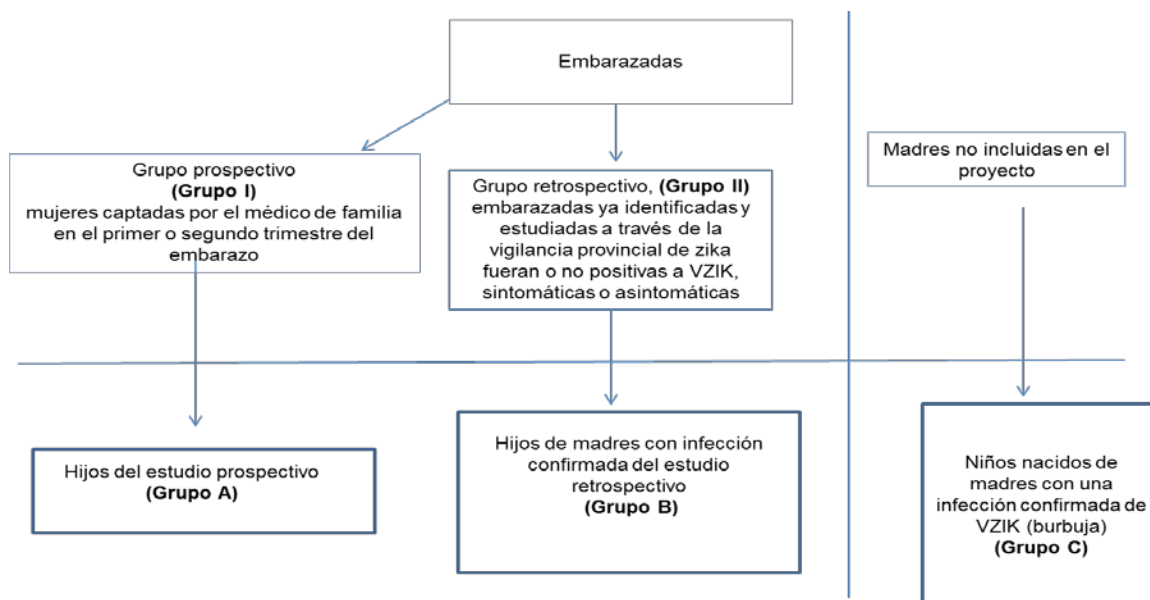 Embarazadas
Grupo prospectivo
(Grupo I)
mujeres captadas por el médico de familia
en el primer o segundo trimestre del
embarazo
Grupo retrospectivo, (Grupo II)
embarazadas ya identificadas y
estudiadas a través de la
vigilancia provincial de zika
fueran o no positivas a VZIK,
sintomáticas o asintomáticas
Madres no incluidas en el
proyecto
Hijos del estudio prospectivo
(Grupo A)
Hijos de madres con infección
confirmada del estudio
retrospectivo
(Grupo B)
Niños nacidos de
madres con una
infección confirmada de
VZIK (burbuja)
(Grupo C)